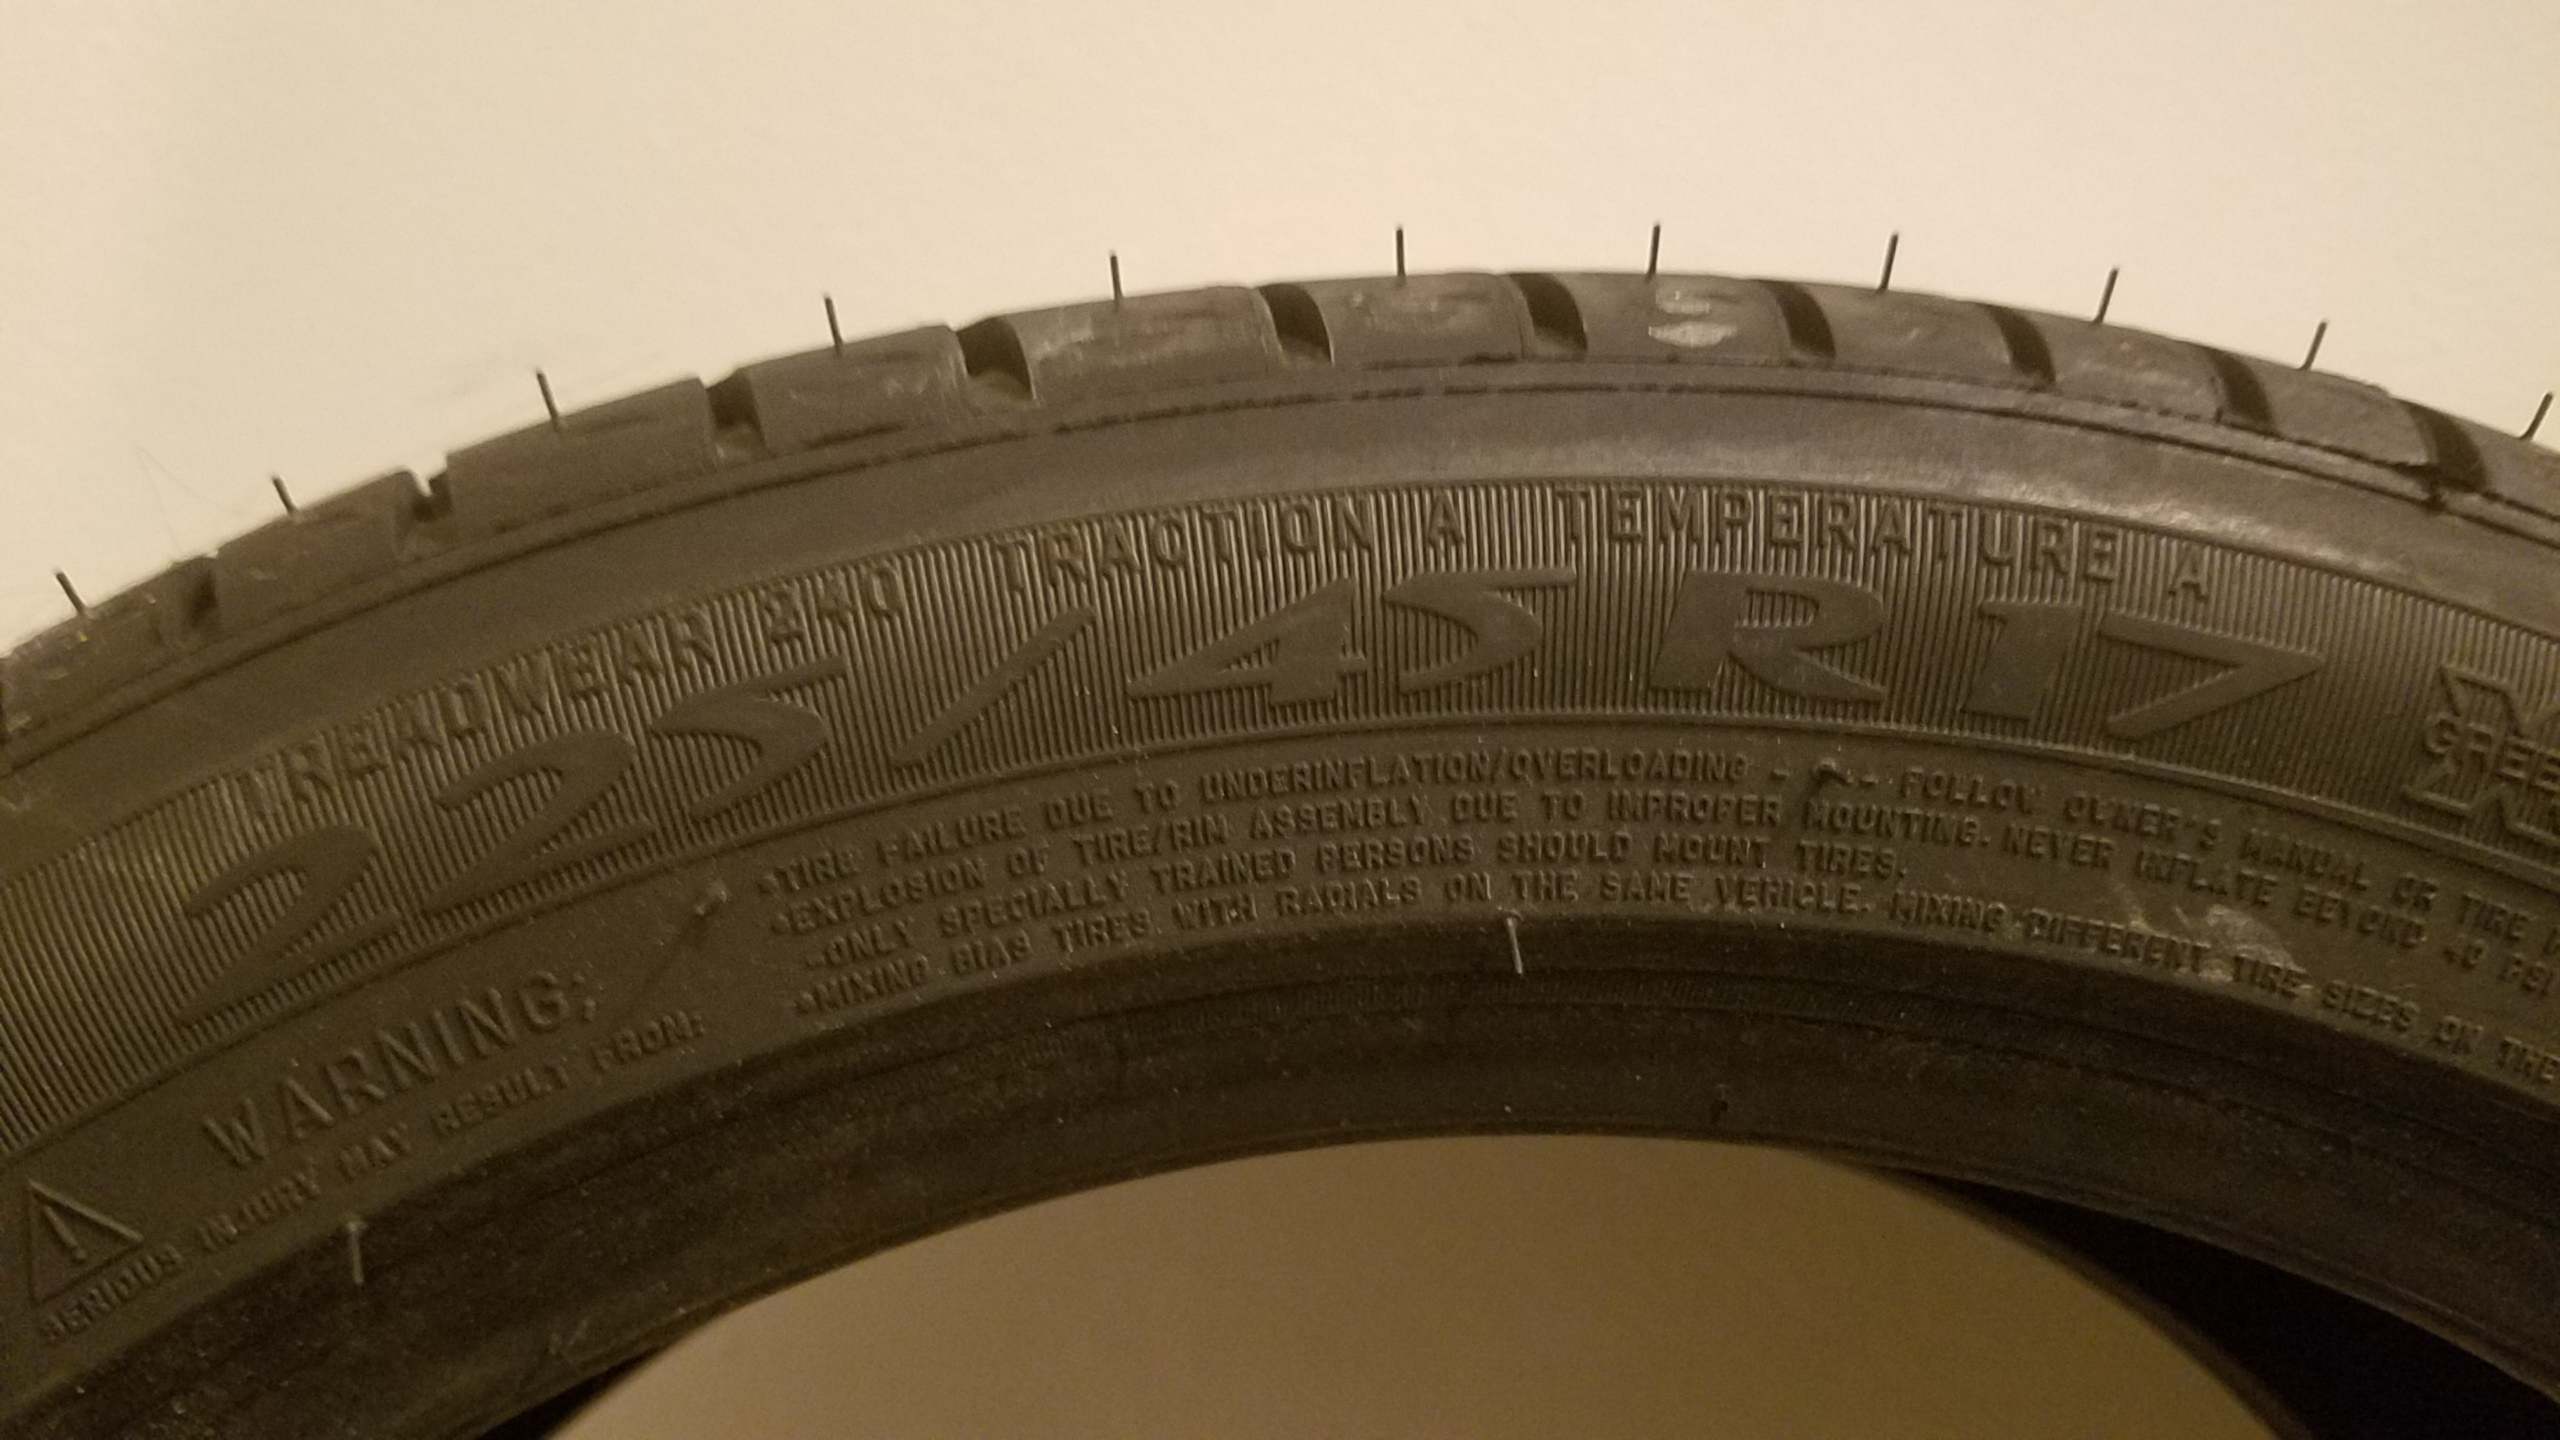 TREADWEAR 240 TRACTION A TEMPERATURE A
225/45R17
GREE
WARNING:
SERIOUS INJURY MAY RESULT FROM:
•TIRE FAILURE DUE TO UNDERINFLATION/OVERLOADING - FOLLOW OWNER'S MANUAL OR TIRE
•EXPLOSION OF TIRE/RIM ASSEMBLY DUE TO IMPROPER MOUNTING. NEVER INFLATE BEYOND 40 PSI
-ONLY SPECIALLY TRAINED PERSONS SHOULD MOUNT TIRES.
•MIXING BIAS TIRES WITH RADIALS ON THE SAME VEHICLE. MIXING DIFFERENT TIRE SIZES ON THE